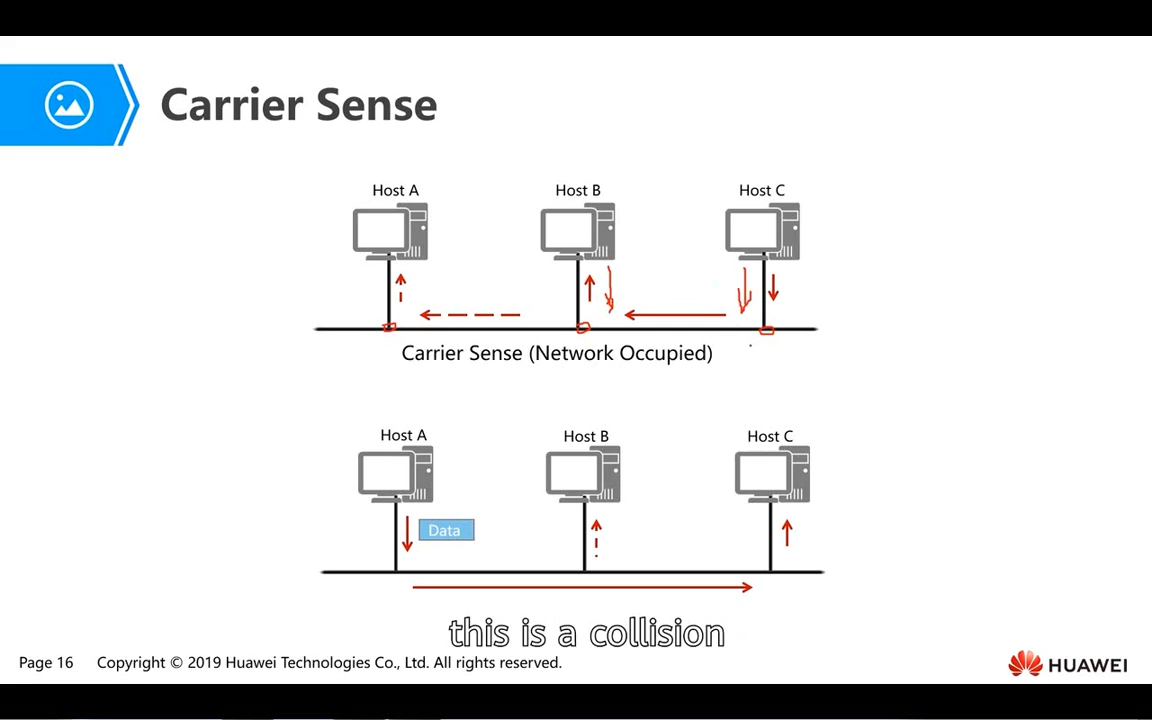 Carrier Sense
Host A Host B Host C
Carrier Sense (Network Occupied)
Host A Host B Host C
Data
this is a collision
Page 16 Copyright © 2019 Huawei Technologies Co., Ltd. All rights reserved.
HUAWEI